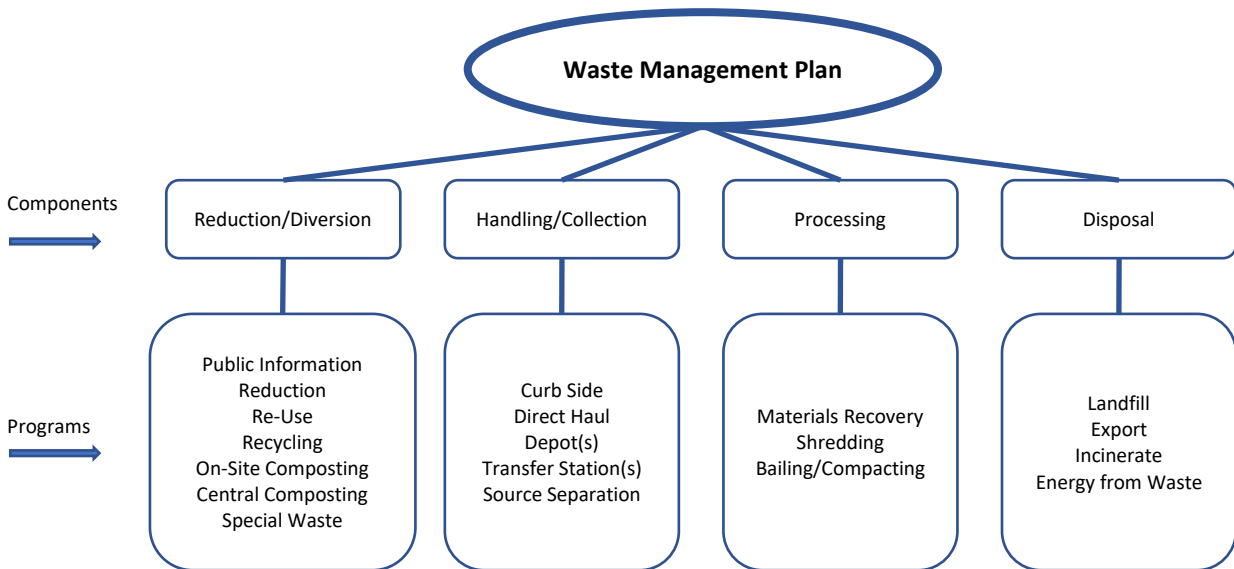 Waste Management Plan
Components
Reduction/Diversion
Handling/Collection
Processing
Disposal
Programs
Public Information
Reduction
Re-Use
Recycling
On-Site Composting
Central Composting
Special Waste
Curb Side
Direct Haul
Depot(s)
Transfer Station(s)
Source Separation
Materials Recovery
Shredding
Bailing/Compacting
Landfill
Export
Incinerate
Energy from Waste